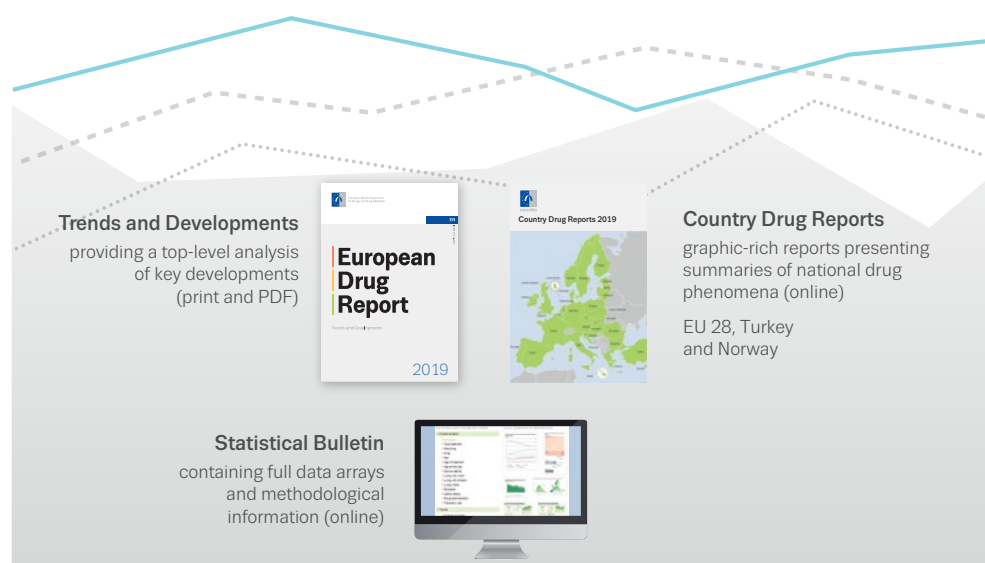 Trends and Developments
providing a top-level analysis
of key developments
(print and PDF)
EN
European
Drug
Report
Trends and Developments
2019
Country Drug Reports 2019
Country Drug Reports
graphic-rich reports presenting
summaries of national drug
phenomena (online)
EU 28, Turkey
and Norway
Statistical Bulletin
containing full data arrays
and methodological
information (online)